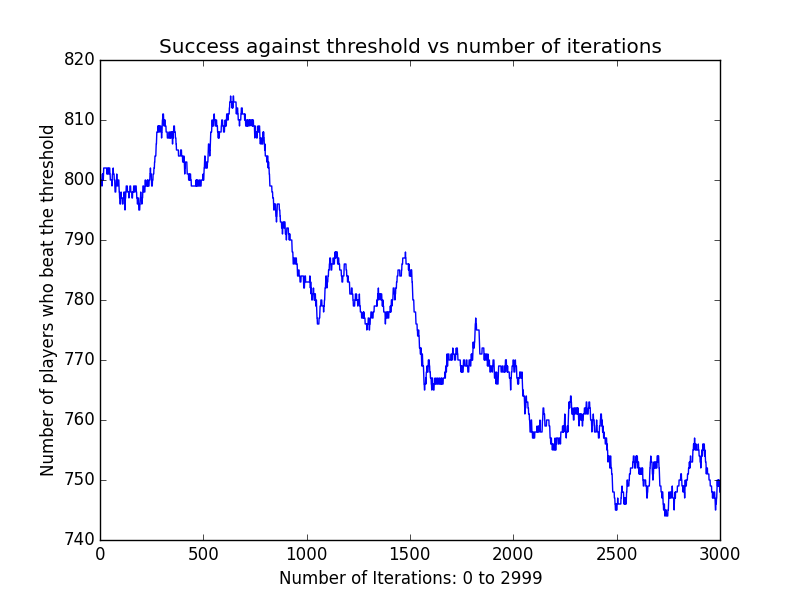 Success against threshold vs number of iterations
820
810
800
790
780
770
760
750
740
Number of players who beat the threshold
0 500 1000 1500 2000 2500 3000
Number of Iterations: 0 to 2999